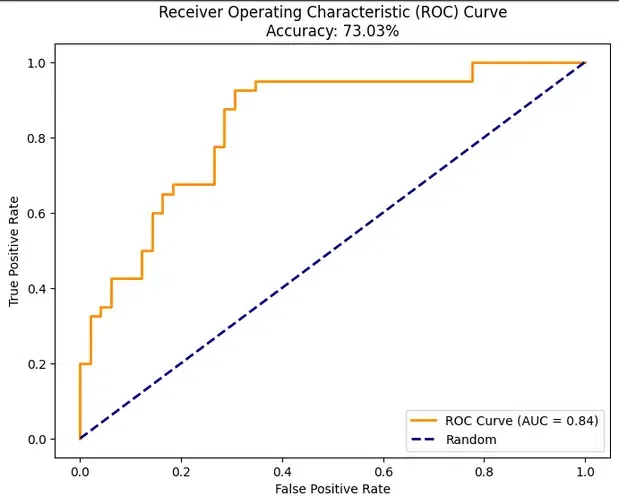 Receiver Operating Characteristic (ROC) Curve
Accuracy: 73.03%
True Positive Rate
1.0
0.8
0.6
0.4
0.2
0.0
ROC Curve (AUC = 0.84)
Random
0.0 0.2 0.4 0.6 0.8 1.0
False Positive Rate